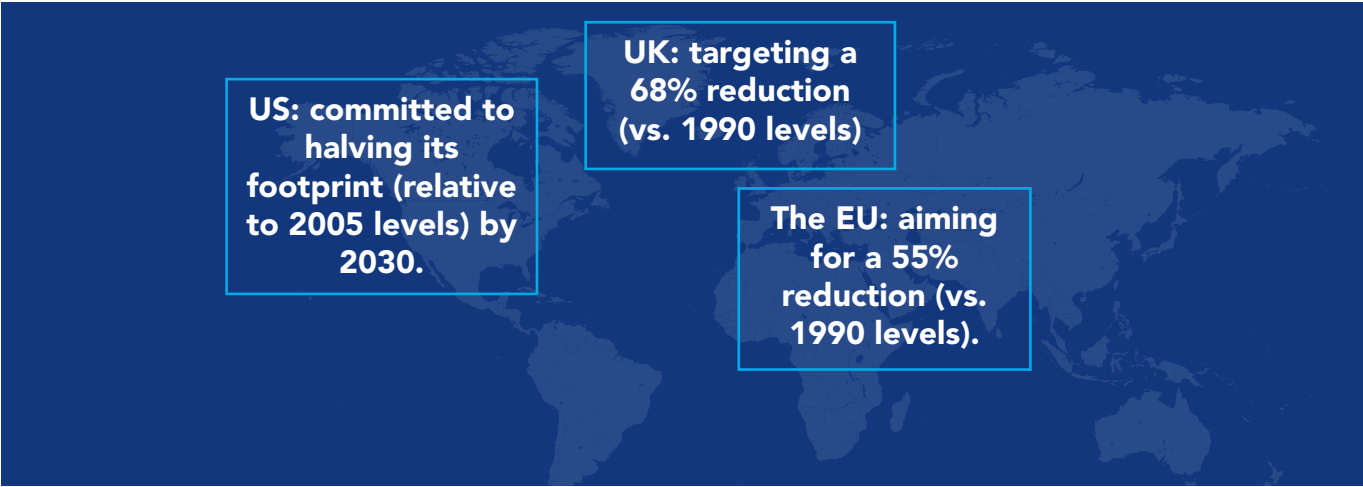 US: committed to
halving its
footprint (relative
to 2005 levels) by
2030.
UK: targeting a
68% reduction
(vs. 1990 levels)
The EU: aiming
for a 55%
reduction (vs.
1990 levels).